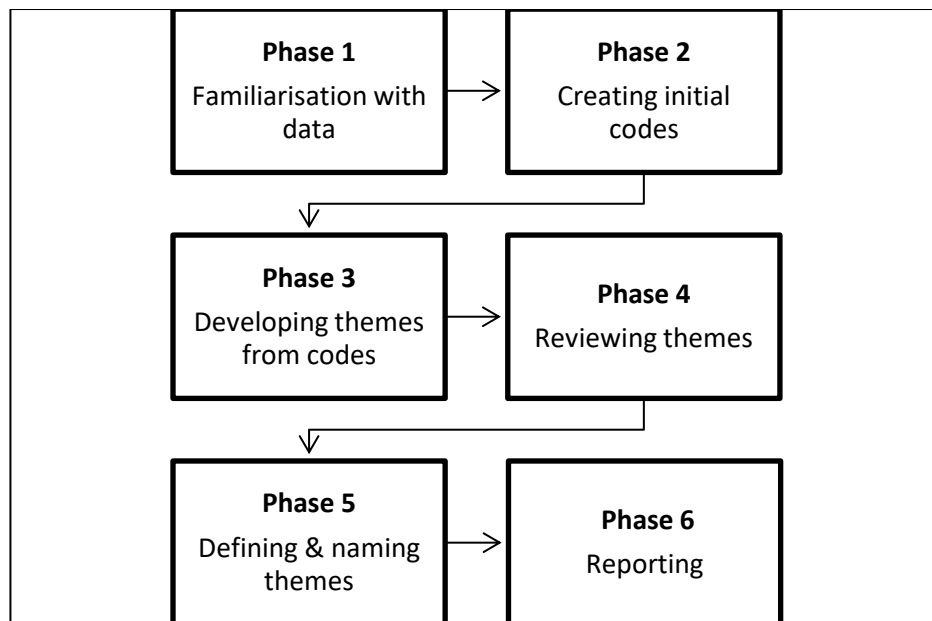 Phase 1
Familiarisation with
data
Phase 2
Creating initial
codes
Phase 3
Developing themes
from codes
Phase 4
Reviewing themes
Phase 5
Defining & naming
themes
Phase 6
Reporting